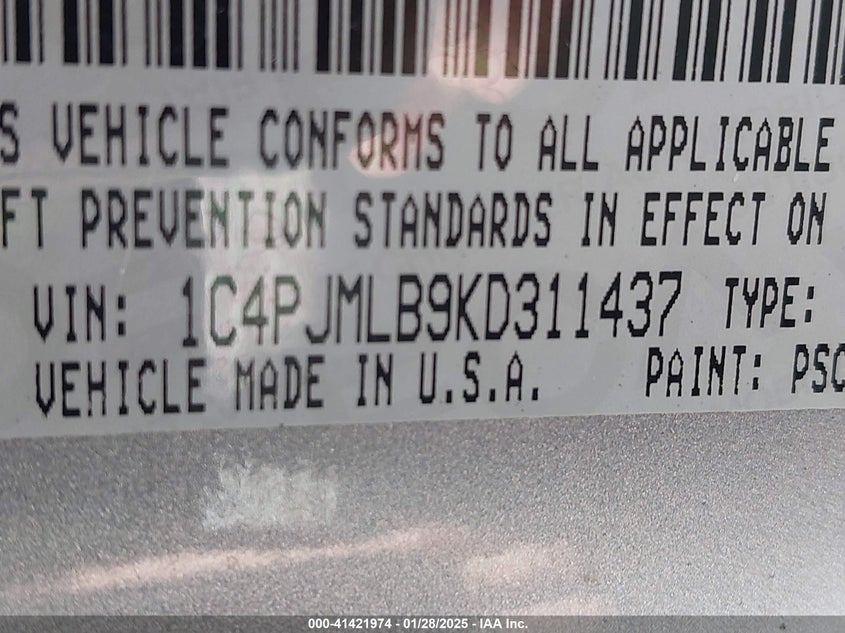 S VEHICLE CONFORMS TO ALL APPLICABLE
FT PREVENTION STANDARDS IN EFFECT ON
VIN: 1C4PJMLB9KD311437 TYPE:
VEHICLE MADE IN U.S.A. PAINT: PSC
000-41421974 | 01/28/2025 - IAA Inc.